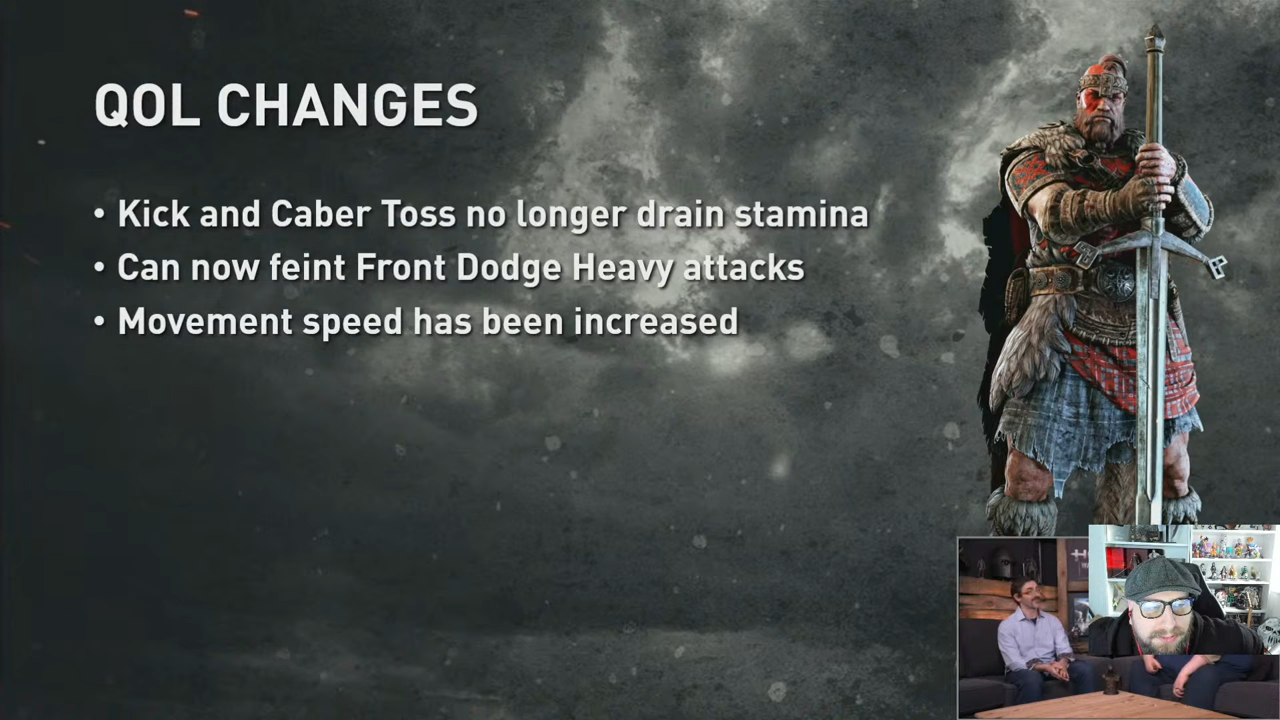 QOL CHANGES
• Kick and Caber Toss no longer drain stamina
• Can now feint Front Dodge Heavy attacks
• Movement speed has been increased